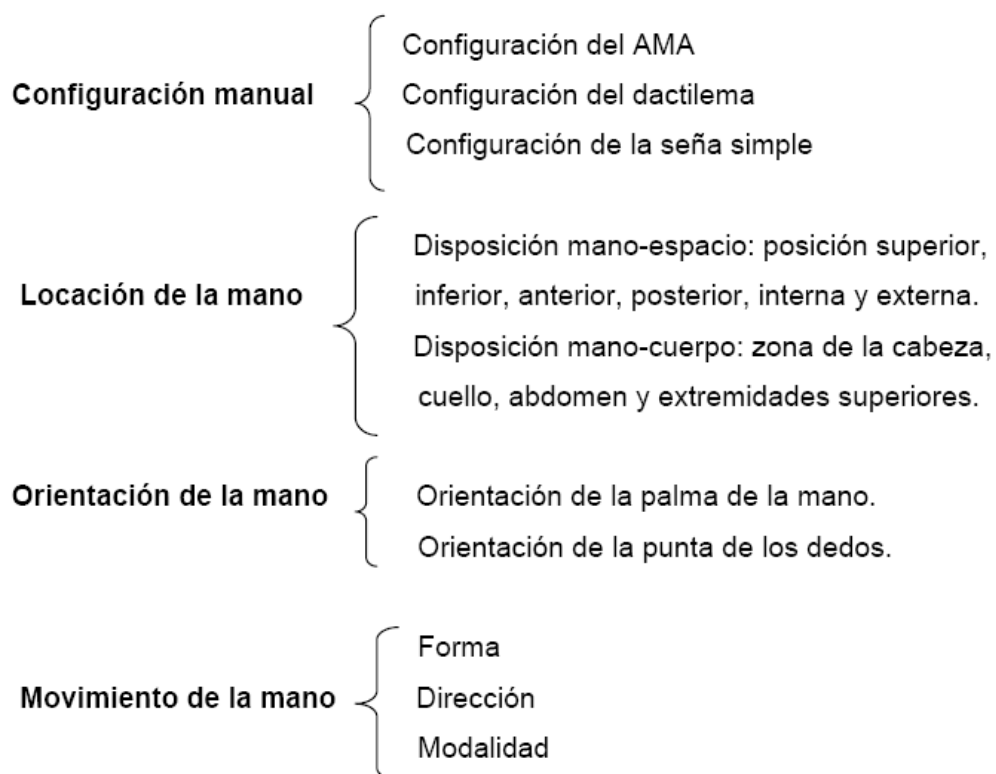 Configuración manual
Configuración del AMA
Configuración del dactilema
Configuración de la seña simple
Locación de la mano
Disposición mano-espacio: posición superior,
inferior, anterior, posterior, interna y externa.
Disposición mano-cuerpo: zona de la cabeza,
cuello, abdomen y extremidades superiores.
Orientación de la mano
Orientación de la palma de la mano.
Orientación de la punta de los dedos.
Movimiento de la mano
Forma
Dirección
Modalidad